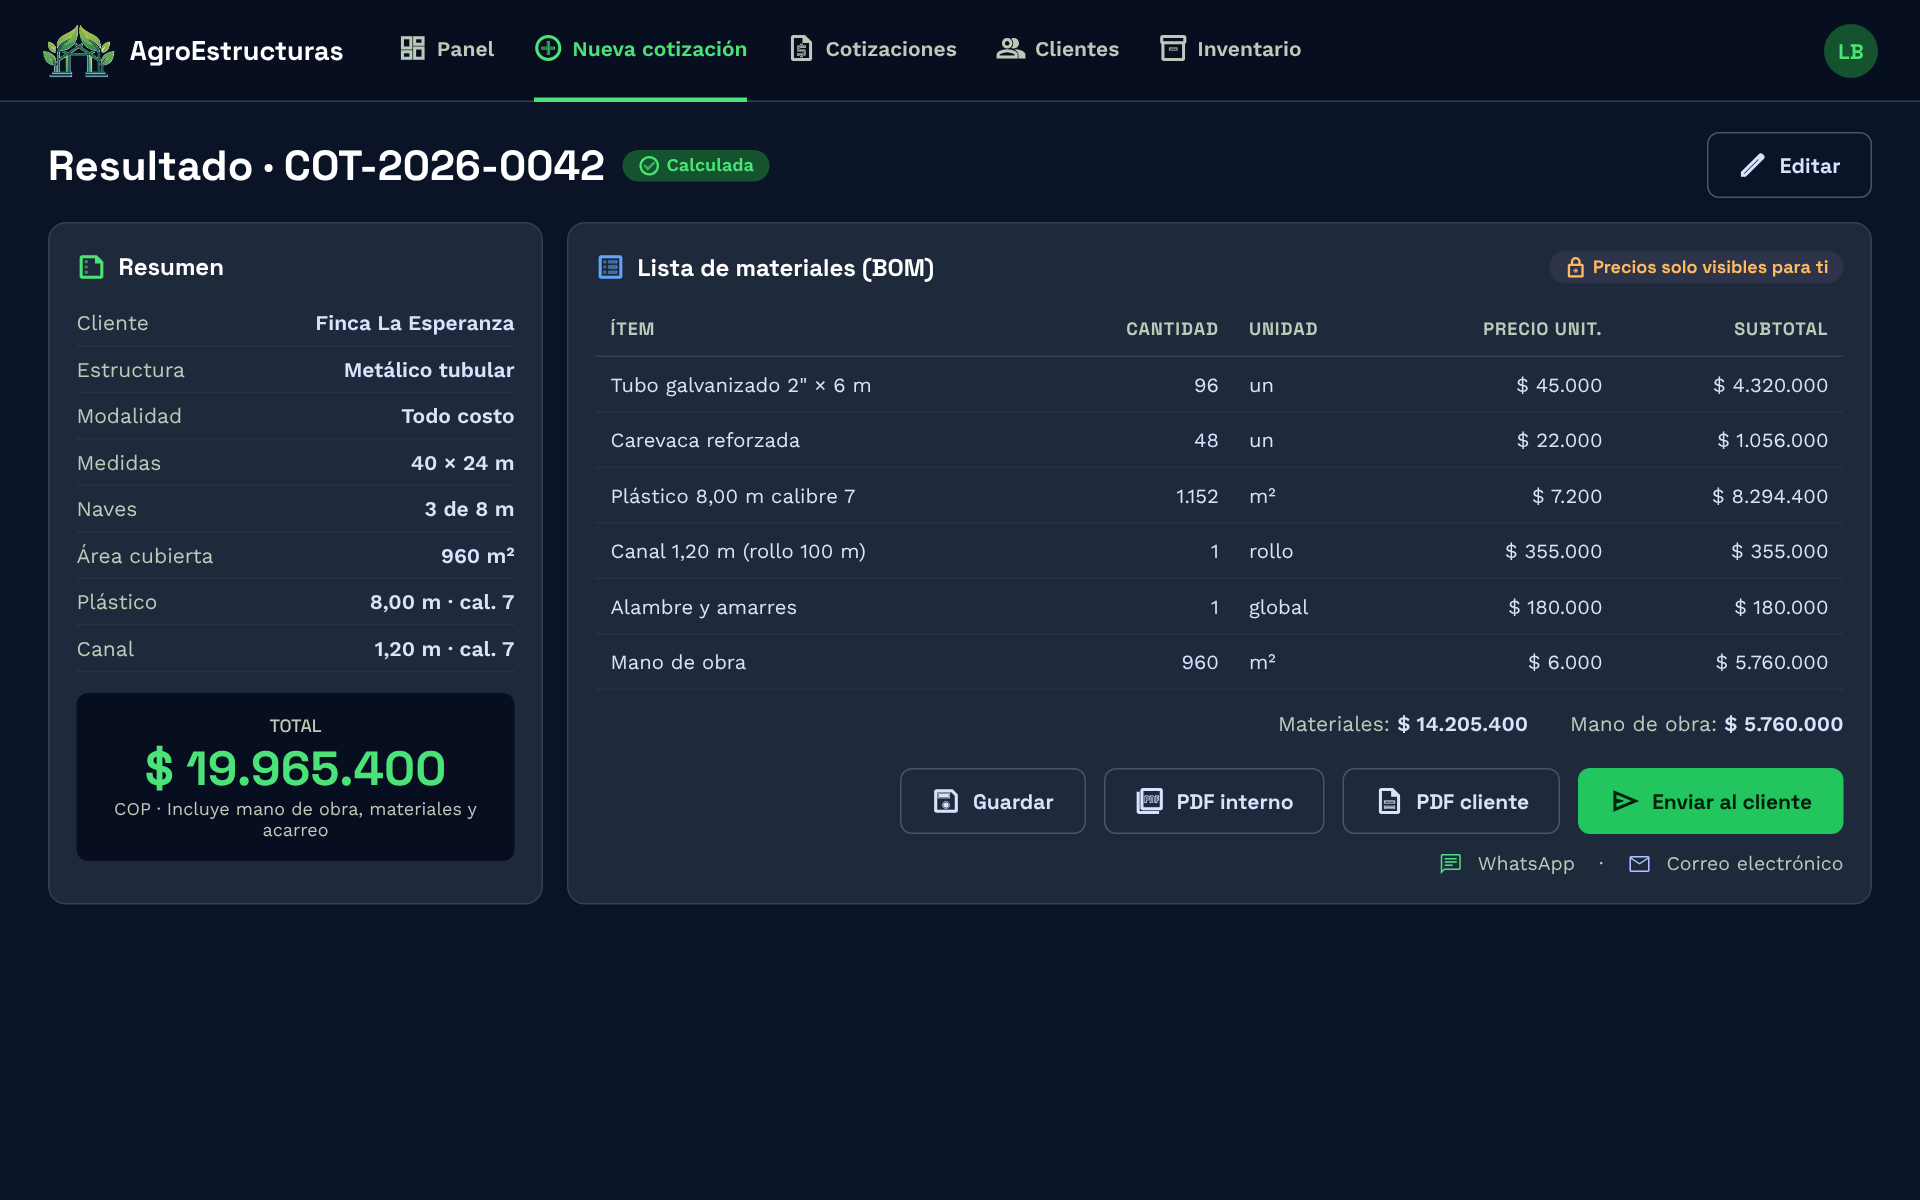 AgroEstructuras
Panel
Nueva cotización
Cotizaciones
Clientes
Inventario
LB
Resultado · COT-2026-0042
Calculada
Editar
Resumen
Cliente Finca La Esperanza
Estructura Metálico tubular
Modalidad Todo costo
Medidas 40 × 24 m
Naves 3 de 8 m
Área cubierta 960 m²
Plástico 8,00 m · cal. 7
Canal 1,20 m · cal. 7
TOTAL
$ 19.965.400
COP · Incluye mano de obra, materiales y
acarreo
Lista de materiales (BOM)
Precios solo visibles para ti
ÍTEM CANTIDAD UNIDAD PRECIO UNIT. SUBTOTAL
Tubo galvanizado 2" × 6 m 96 un $ 45.000 $ 4.320.000
Carevaca reforzada 48 un $ 22.000 $ 1.056.000
Plástico 8,00 m calibre 7 1.152 m² $ 7.200 $ 8.294.400
Canal 1,20 m (rollo 100 m) 1 rollo $ 355.000 $ 355.000
Alambre y amarres 1 global $ 180.000 $ 180.000
Mano de obra 960 m² $ 6.000 $ 5.760.000
Materiales: $ 14.205.400 Mano de obra: $ 5.760.000
Guardar
PDF interno
PDF cliente
Enviar al cliente
WhatsApp · Correo electrónico